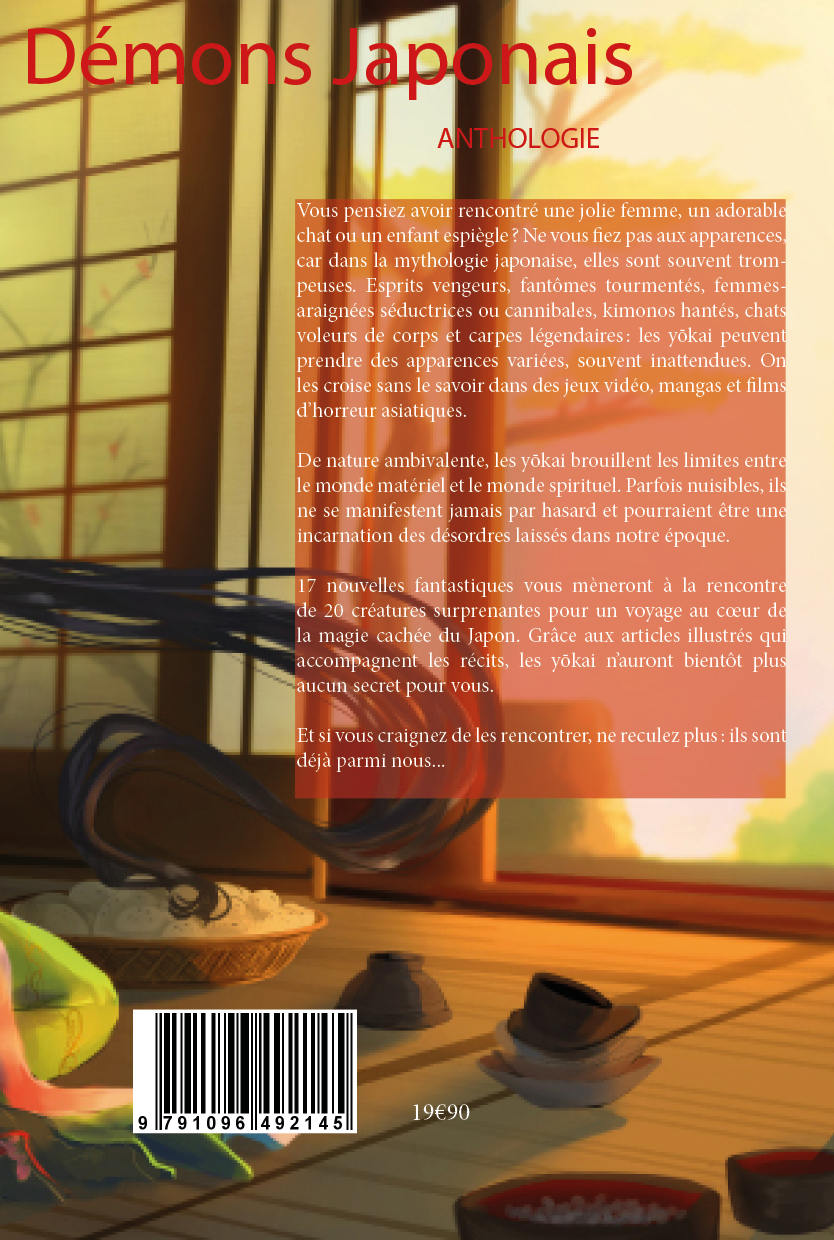 Démons Japonais
ANTHOLOGIE
Vous pensiez avoir rencontré une jolie femme, un adorable
chat ou un enfant espiègle ? Ne vous fiez pas aux apparences,
car dans la mythologie japonaise, elles sont souvent trom-
peuses. Esprits vengeurs, fantômes tourmentés, femmes-
araignées séductrices ou cannibales, kimonos hantés, chats
voleurs de corps et carpes légendaires : les yōkai peuvent
prendre des apparences variées, souvent inattendues. On
les croise sans le savoir dans des jeux vidéo, mangas et films
d’horreur asiatiques.
De nature ambivalente, les yōkai brouillent les limites entre
le monde matériel et le monde spirituel. Parfois nuisibles, ils
ne se manifestent jamais par hasard et pourraient être une
incarnation des désordres laissés dans notre époque.
17 nouvelles fantastiques vous mèneront à la rencontre
de 20 créatures surprenantes pour un voyage au cœur de
la magie cachée du Japon. Grâce aux articles illustrés qui
accompagnent les récits, les yōkai n’auront bientôt plus
aucun secret pour vous.
Et si vous craignez de les rencontrer, ne reculez plus : ils sont
déjà parmi nous...
9 791096 492145
19€90